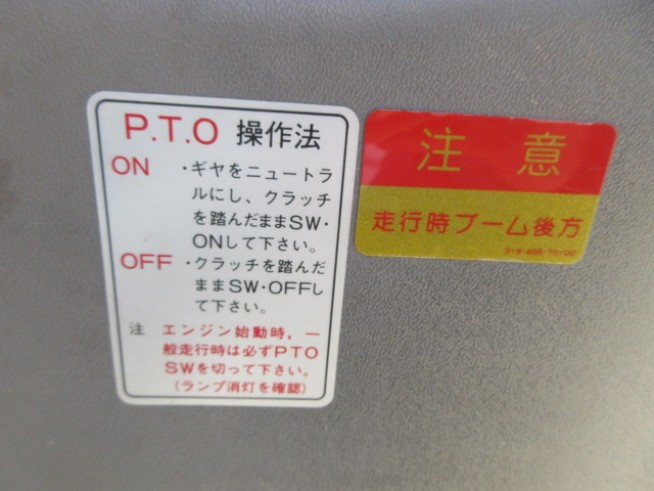 P.T.O 操作法
ON ・ギヤをニュートラ
ルにし、クラッチ
を踏んだままSW・
ONして下さい。
OFF ・クラッチを踏んだ
ままSW・OFFし
て下さい。
注 エンジン始動時，一
般走行時は必ずPTO
SWを切って下さい。
(ランプ消灯を確認)
注意
走行時ブーム後方